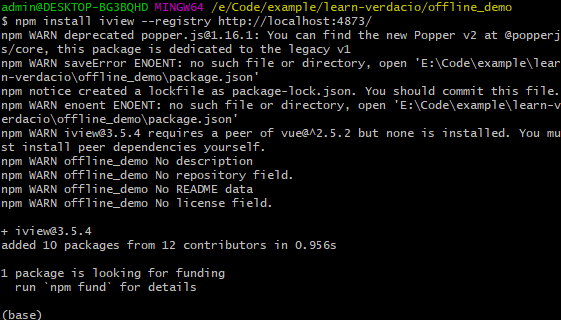 admin@DESKTOP-BG3BQHD MINGW64 /e/Code/example/learn-verdacio/offline_demo
$ npm install iview --registry http://localhost:4873/
npm WARN deprecated popper.js@1.16.1: You can find the new Popper v2 at @popperj
s/core, this package is dedicated to the legacy v1
npm WARN saveError ENOENT: no such file or directory, open 'E:\Code\example\lear
n-verdacio\offline_demo\package.json'
npm notice created a lockfile as package-lock.json. You should commit this file.
npm WARN enoent ENOENT: no such file or directory, open 'E:\Code\example\learn-v
erdacio\offline_demo\package.json'
npm WARN iview@3.5.4 requires a peer of vue@^2.5.2 but none is installed. You mu
st install peer dependencies yourself.
npm WARN offline_demo No description
npm WARN offline_demo No repository field.
npm WARN offline_demo No README data
npm WARN offline_demo No license field.
+ iview@3.5.4
added 10 packages from 12 contributors in 0.956s
1 package is looking for funding
run `npm fund` for details
(base)